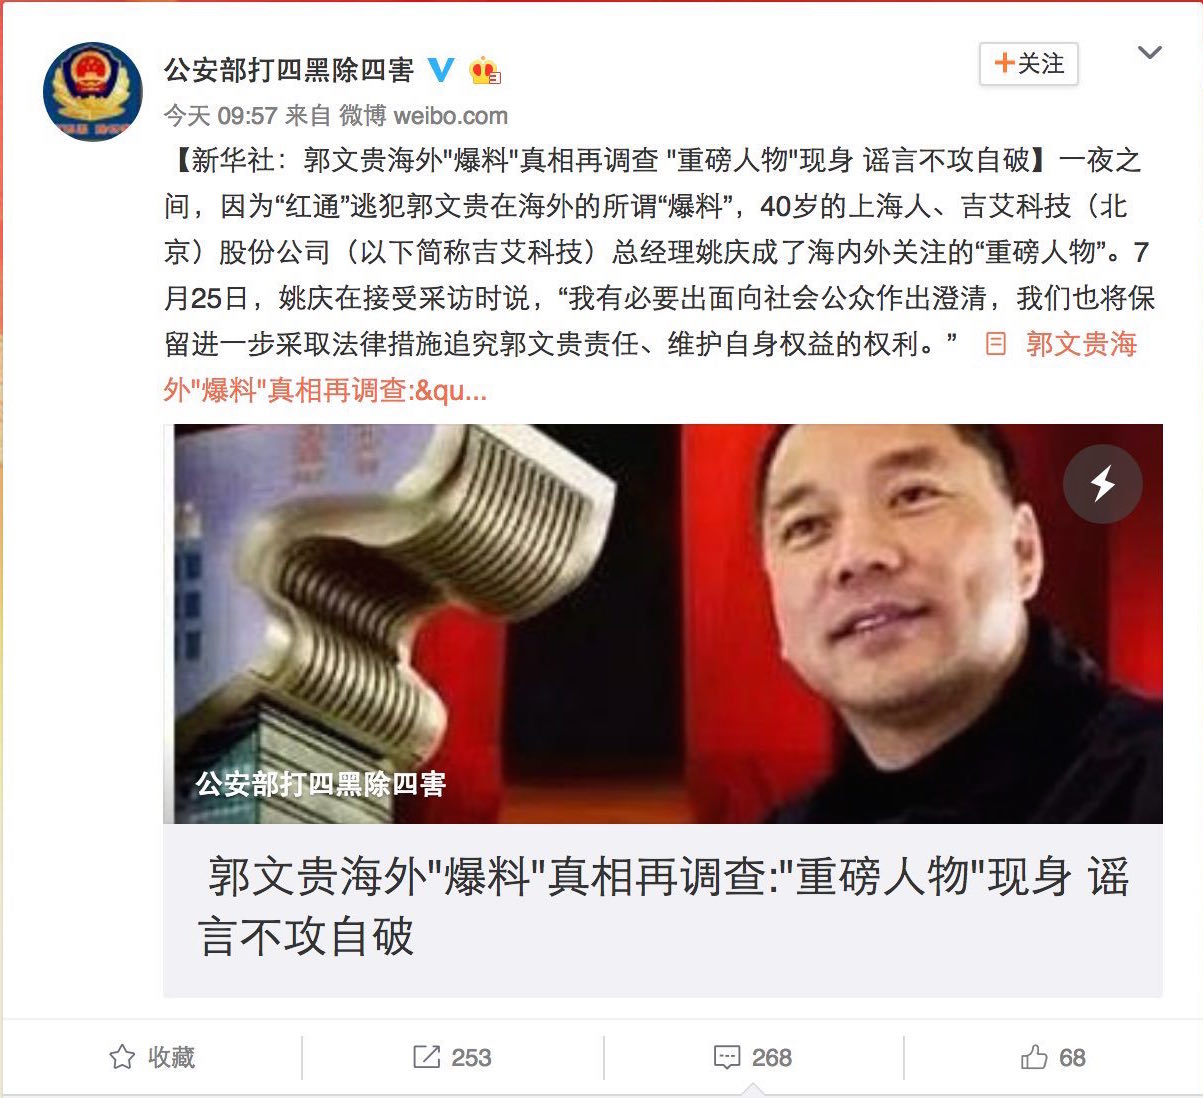 公安部打四黑除四害
+关注
今天 09:57 来自 微博 weibo.com
【新华社：郭文贵海外"爆料"真相再调查 "重磅人物"现身 谣言不攻自破】一夜之
间，因为“红通”逃犯郭文贵在海外的所谓“爆料”，40岁的上海人、吉艾科技（北
京）股份公司（以下简称吉艾科技）总经理姚庆成了海内外关注的“重磅人物”。7
月25日，姚庆在接受采访时说，“我有必要出面向社会公众作出澄清，我们也将保
留进一步采取法律措施追究郭文贵责任、维护自身权益的权利。” 郭文贵海
外"爆料"真相再调查:&qu...
公安部打四黑除四害
郭文贵海外"爆料"真相再调查:"重磅人物"现身 谣
言不攻自破
收藏
253
268
68